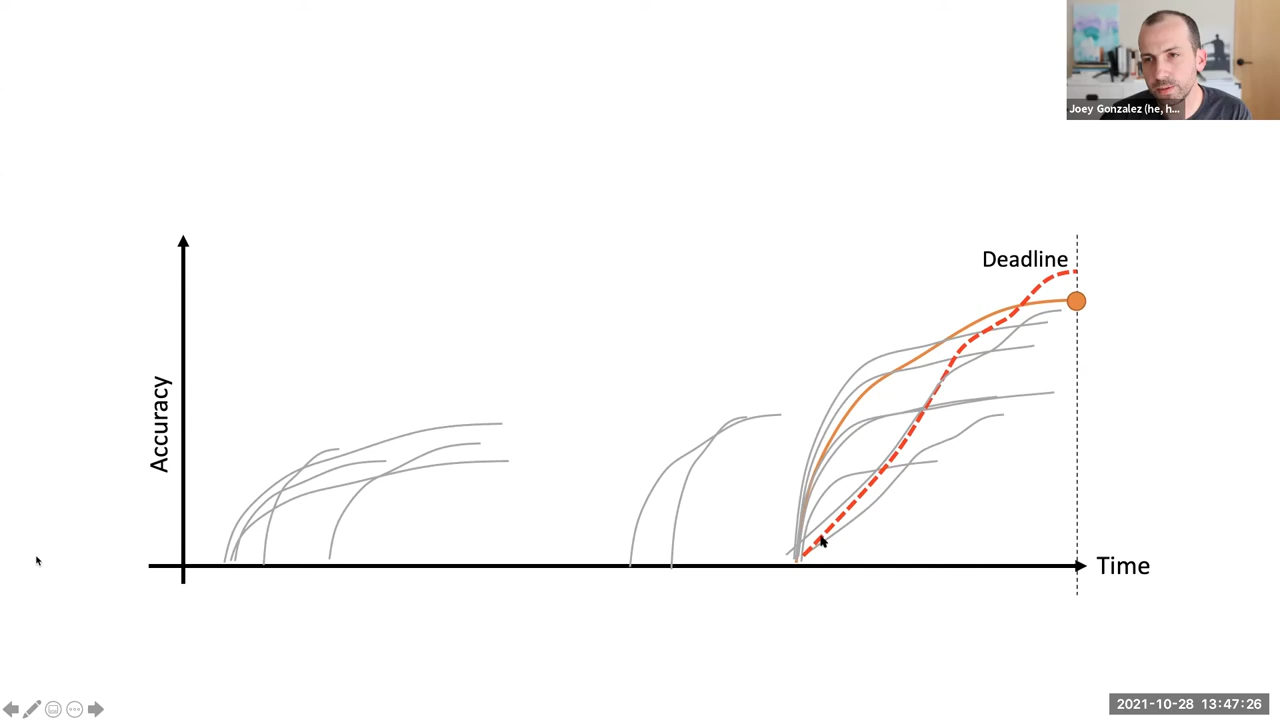 Joey Gonzalez (he, h...
Deadline
Accuracy
Time
2021-10-28 13:47:26